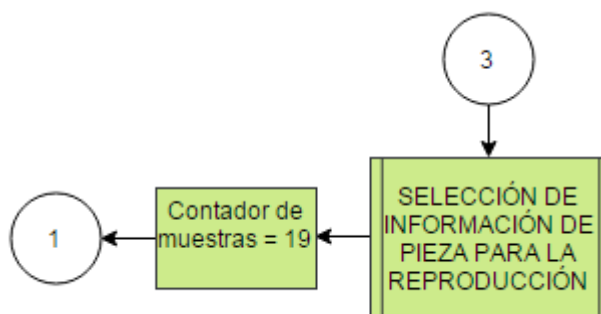 3
SELECCIÓN DE
INFORMACIÓN DE
PIEZA PARA LA
REPRODUCCIÓN
Contador de
muestras = 19
1